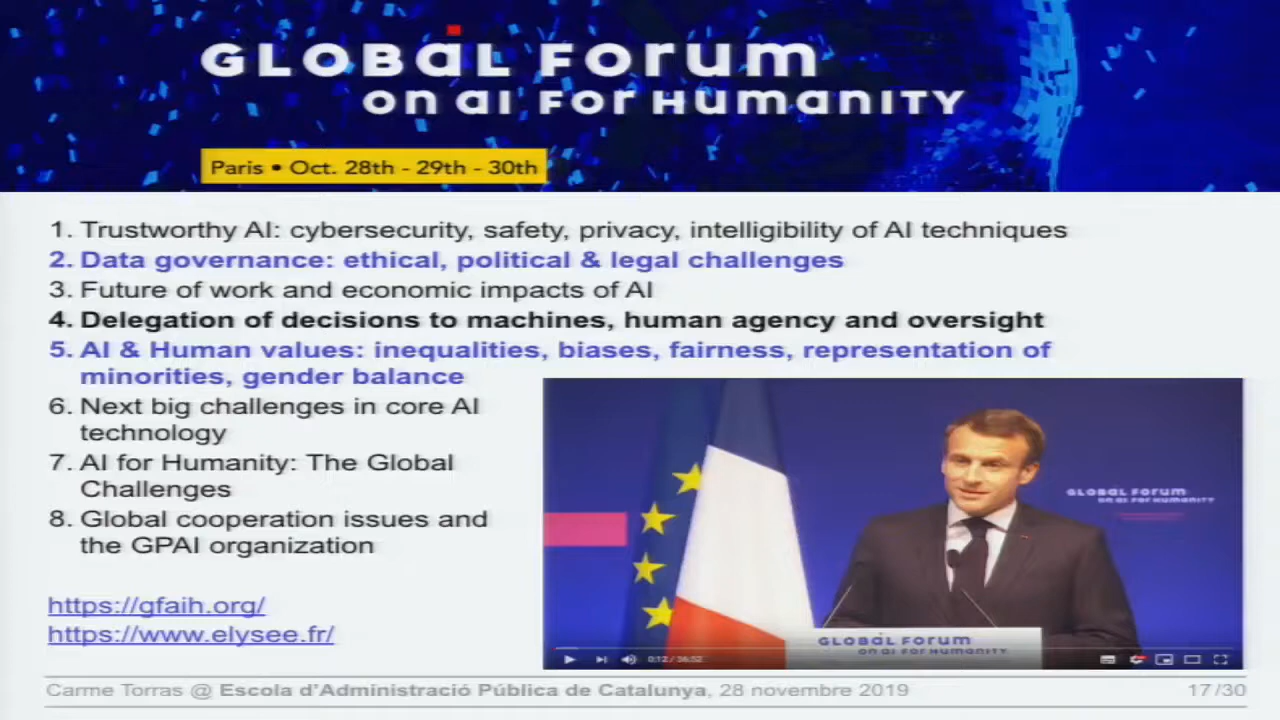 GLOBAL FORUM
ON AI FOR HUMANITY
Paris • Oct. 28th - 29th - 30th
1. Trustworthy AI: cybersecurity, safety, privacy, intelligibility of AI techniques
2. Data governance: ethical, political & legal challenges
3. Future of work and economic impacts of AI
4. Delegation of decisions to machines, human agency and oversight
5. AI & Human values: inequalities, biases, fairness, representation of
minorities, gender balance
6. Next big challenges in core AI
technology
7. AI for Humanity: The Global
Challenges
8. Global cooperation issues and
the GPAI organization
https://gfaih.org/
https://www.elysee.fr/
GLOBAL FORUM
ON AI FOR HUMANITY
GLOBAL FORUM
ON AI FOR HUMANITY
0:12 / 36:52
Carme Torras @ Escola d'Administració Pública de Catalunya, 28 novembre 2019
17/30